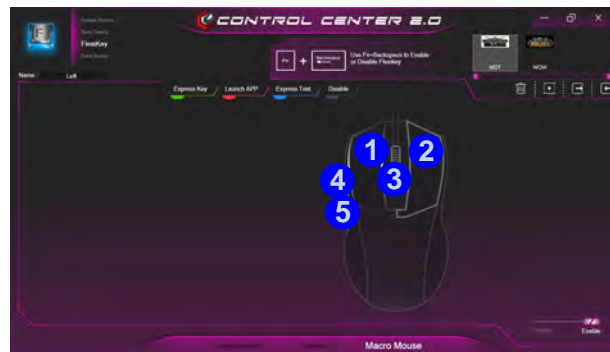 CONTROL CENTER 2.0
FlexiKey
Fn + Backspace
Use Fn+Backspace to Enable
or Disable Flexikey
WOT WOW
Name : Left
Express Key Launch APP Express Text Disable
1 2
3
4
5
Enable
Macro Mouse